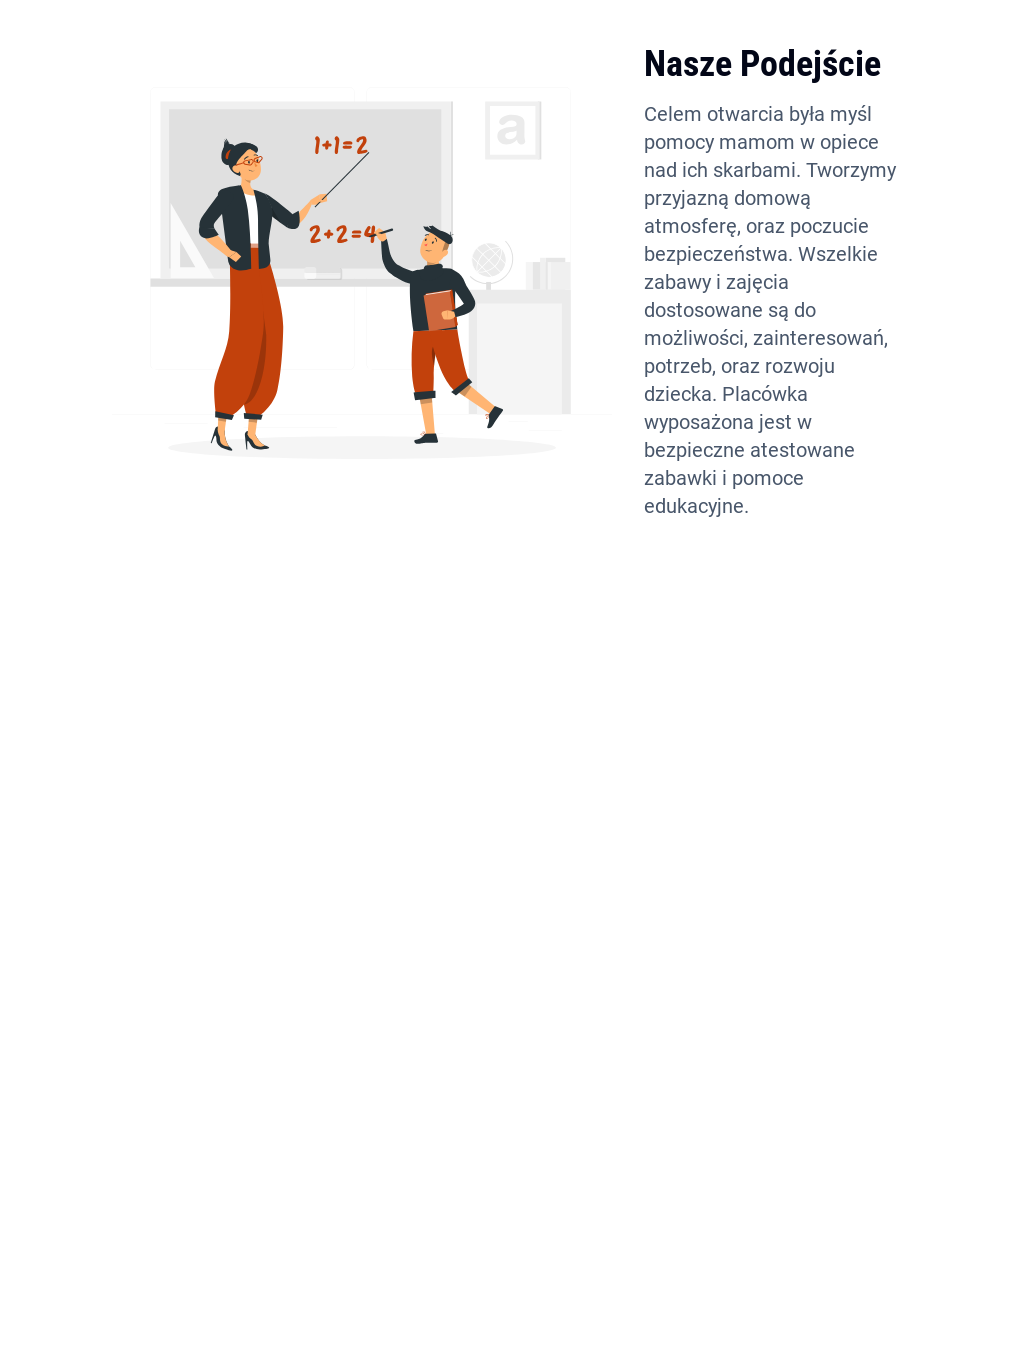 Nasze Podejście
Celem otwarcia była myśl
pomocy mamom w opiece
nad ich skarbami. Tworzymy
przyjazną domową
atmosferę, oraz poczucie
bezpieczeństwa. Wszelkie
zabawy i zajęcia
dostosowane są do
możliwości, zainteresowań,
potrzeb, oraz rozwoju
dziecka. Placówka
wyposażona jest w
bezpieczne atestowane
zabawki i pomoce
edukacyjne.
1+1=2
2+2=4
a